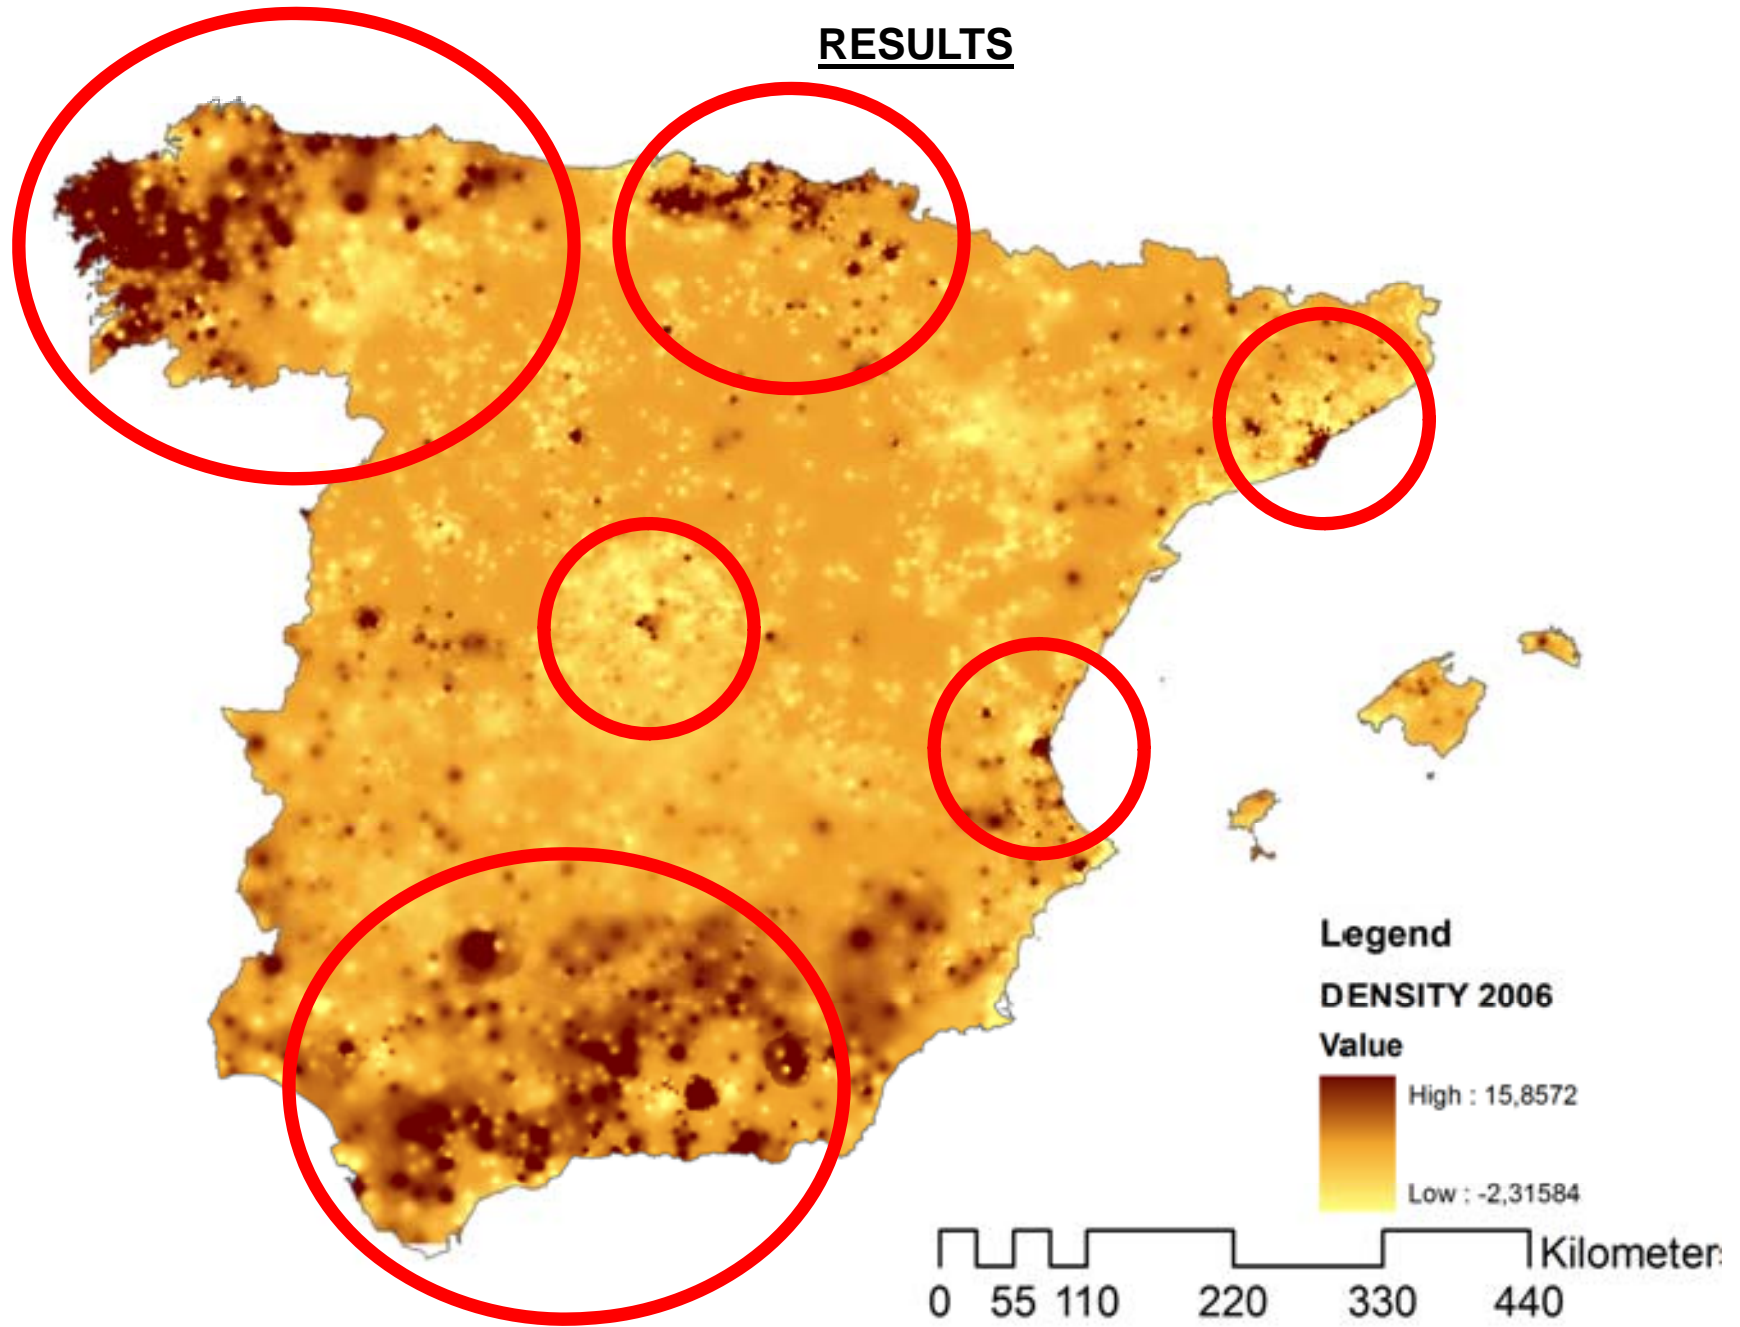 RESULTS
Legend
DENSITY 2006
Value
High : 15,8572
Low : -2,31584
Kilometer
0 55 110 220 330 440